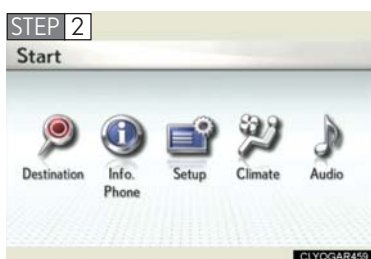 STEP 2
Start
Destination
Info. Phone
Setup
Climate
Audio
CLYOGAR459